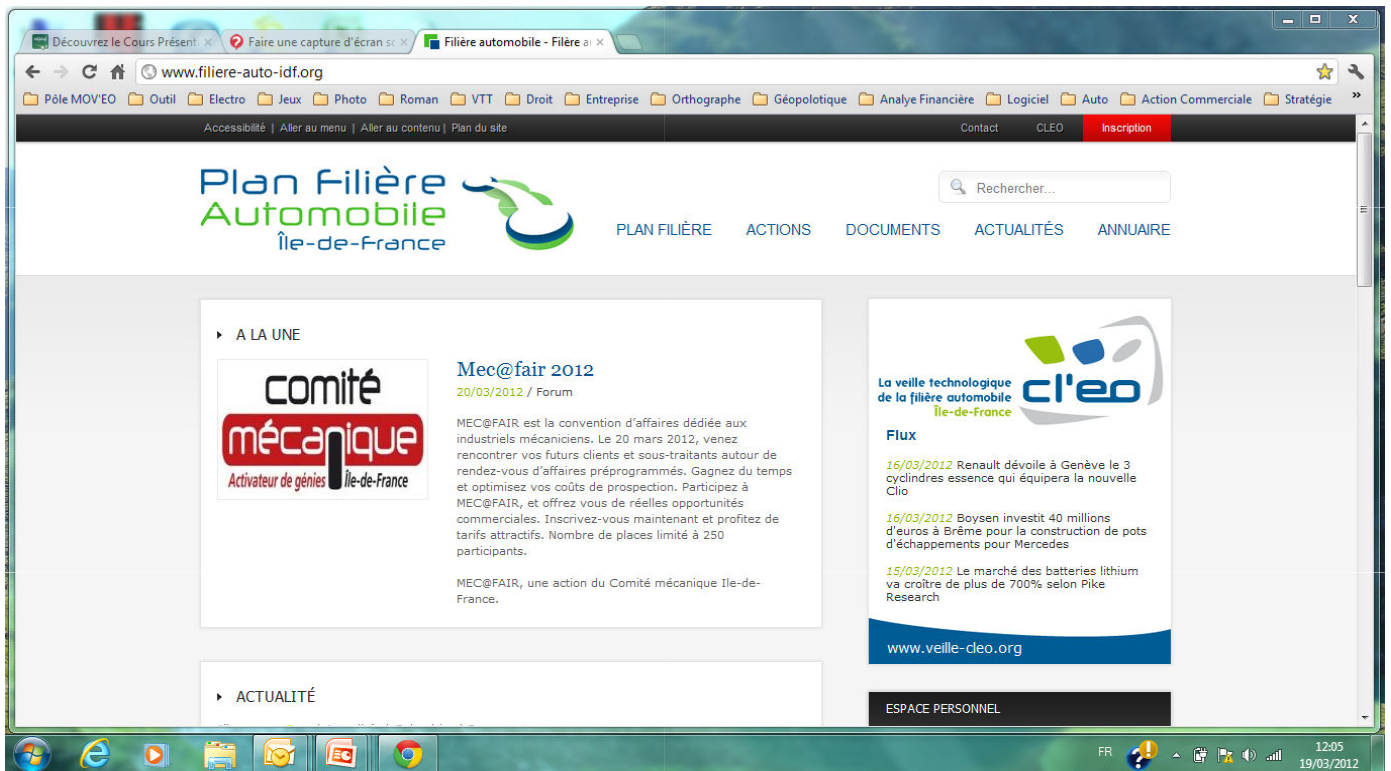 Découvrez le Cours Présent
Faire une capture d'écran so
Filière automobile - Filère au
www.filiere-auto-idf.org
Pôle MOV'EO Outil Electro Jeux Photo Roman VTT Droit Entreprise Orthographe Géopolotique Analye Financière Logiciel Auto Action Commerciale Stratégie »
Accessibilité | Aller au menu | Aller au contenu | Plan du site
Contact CLEO Inscription
Plan Filière
Automobile
Île-de-France
Rechercher...
PLAN FILIÈRE ACTIONS DOCUMENTS ACTUALITÉS ANNUAIRE
A LA UNE
comité
mécanique
Activateur de génies Île-de-France
Mec@fair 2012
20/03/2012 / Forum
MEC@FAIR est la convention d'affaires dédiée aux
industriels mécaniciens. Le 20 mars 2012, venez
rencontrer vos futurs clients et sous-traitants autour de
rendez-vous d'affaires préprogrammés. Gagnez du temps
et optimisez vos coûts de prospection. Participez à
MEC@FAIR, et offrez vous de réelles opportunités
commerciales. Inscrivez-vous maintenant et profitez de
tarifs attractifs. Nombre de places limité à 250
participants.
MEC@FAIR, une action du Comité mécanique Ile-de-
France.
La veille technologique
de la filière automobile
Île-de-France
cl'eo
Flux
16/03/2012 Renault dévoile à Genève le 3
cylindres essence qui équipera la nouvelle
Clio
16/03/2012 Boysen investit 40 millions
d'euros à Brême pour la construction de pots
d'échappements pour Mercedes
15/03/2012 Le marché des batteries lithium
va croître de plus de 700% selon Pike
Research
www.veille-cleo.org
ACTUALITÉ
ESPACE PERSONNEL
FR
12:05
19/03/2012